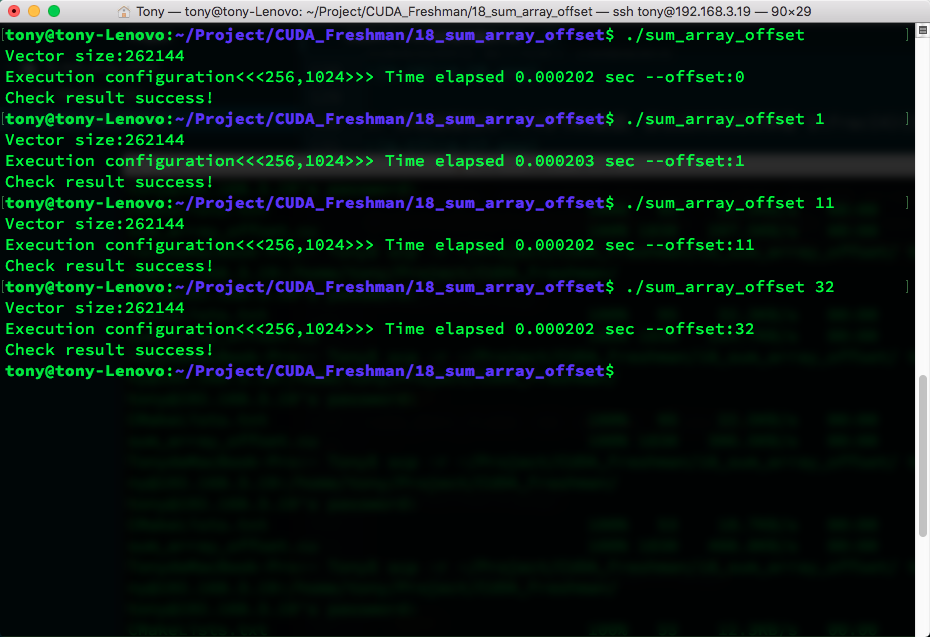 Tony — tony@tony-Lenovo: ~/Project/CUDA_Freshman/18_sum_array_offset — ssh tony@192.168.3.19 — 90×29
[tony@tony-Lenovo:~/Project/CUDA_Freshman/18_sum_array_offset$ ./sum_array_offset ]
Vector size:262144
Execution configuration<<<256,1024>>> Time elapsed 0.000202 sec --offset:0
Check result success!
[tony@tony-Lenovo:~/Project/CUDA_Freshman/18_sum_array_offset$ ./sum_array_offset 1 ]
Vector size:262144
Execution configuration<<<256,1024>>> Time elapsed 0.000203 sec --offset:1
Check result success!
[tony@tony-Lenovo:~/Project/CUDA_Freshman/18_sum_array_offset$ ./sum_array_offset 11 ]
Vector size:262144
Execution configuration<<<256,1024>>> Time elapsed 0.000202 sec --offset:11
Check result success!
[tony@tony-Lenovo:~/Project/CUDA_Freshman/18_sum_array_offset$ ./sum_array_offset 32 ]
Vector size:262144
Execution configuration<<<256,1024>>> Time elapsed 0.000202 sec --offset:32
Check result success!
tony@tony-Lenovo:~/Project/CUDA_Freshman/18_sum_array_offset$